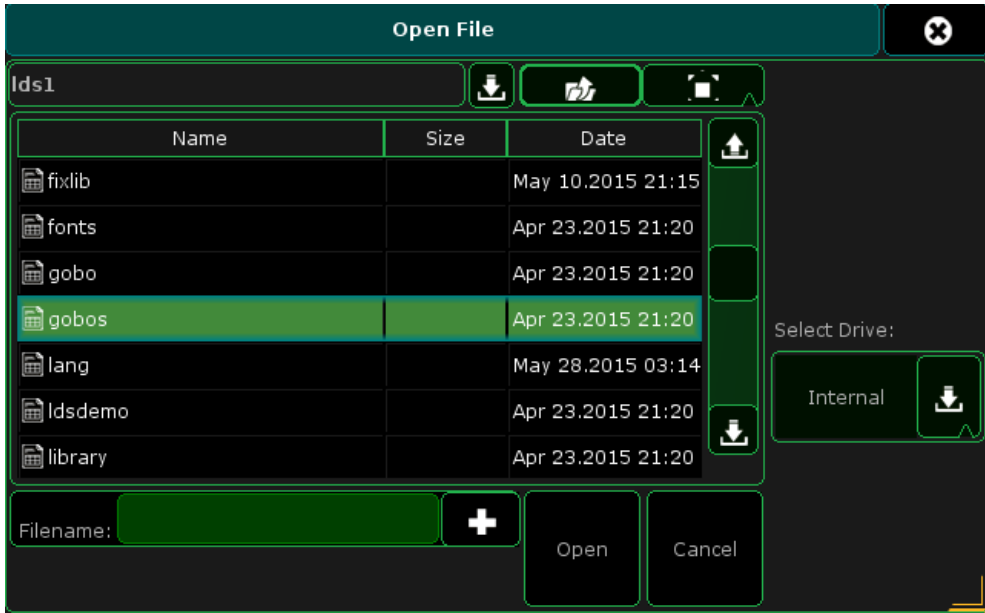 Open File
lds1
Name Size Date
fixlib May 10.2015 21:15
fonts Apr 23.2015 21:20
gobo Apr 23.2015 21:20
gobos Apr 23.2015 21:20
lang May 28.2015 03:14
ldsdemo Apr 23.2015 21:20
library Apr 23.2015 21:20
Select Drive:
Internal
Filename:
Open Cancel